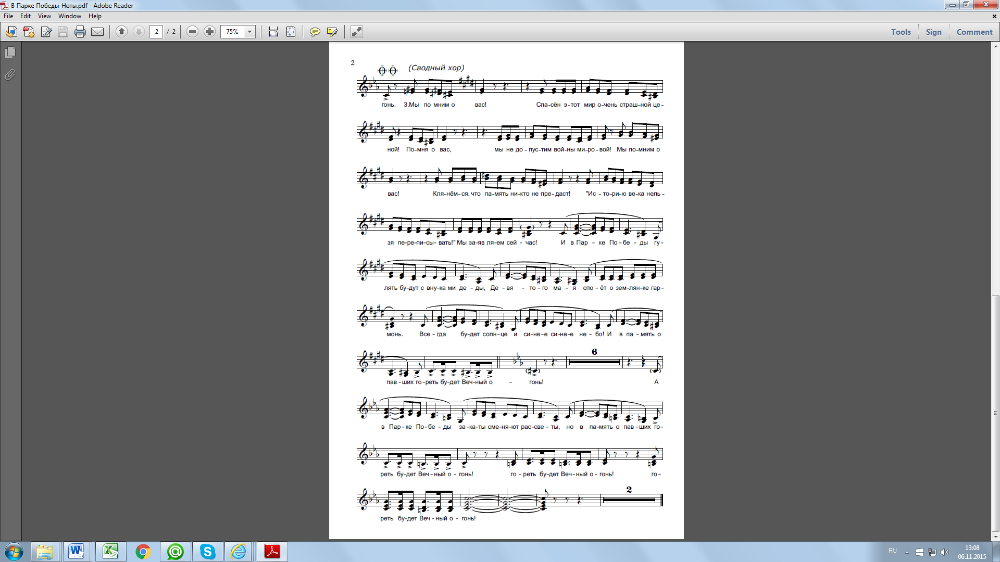 В Парке Победы-Ноты.pdf - Adobe Reader
File Edit View Window Help
2 / 2 75% Tools Sign Comment
2
(Сводный хор)
гонь. 3.Мы по мним о вас! Спа-сён э-тот мир о-чень страш-ной це-
ной! По-мня о вас, мы не до-пус-тим вой-ны ми-ро-вой! Мы по-мним о
вас! Кля-нём-ся, что па-мять ни-кто не пре-даст! "Ис-то-ри-ю ве-ка нель-
зя пе-ре-пи-сы-вать!" Мы за-яв ля-ем сей-час! И в Пар-ке По-бе-ды гу-
лять бу-дут с вну-ка ми де-ды, Де-вя-то-го ма-я спо-ёт о зем-лян-ке гар-
монь. Все-гда бу-дет солн-це и си-не-е си-не-е не-бо! И в па-мять о
6
пав-ших го-реть бу-дет Веч-ный о-гонь! А
в Пар-ке По-бе-ды за-ка-ты сме-ня-ют рас-све-ты, но в па-мять о пав-ших го-
реть бу-дет Веч-ный о-гонь! го-реть бу-дет Веч-ный о-гонь! го-
2
реть бу-дет Веч-ный о-гонь!
RU 13:08
06.11.2015